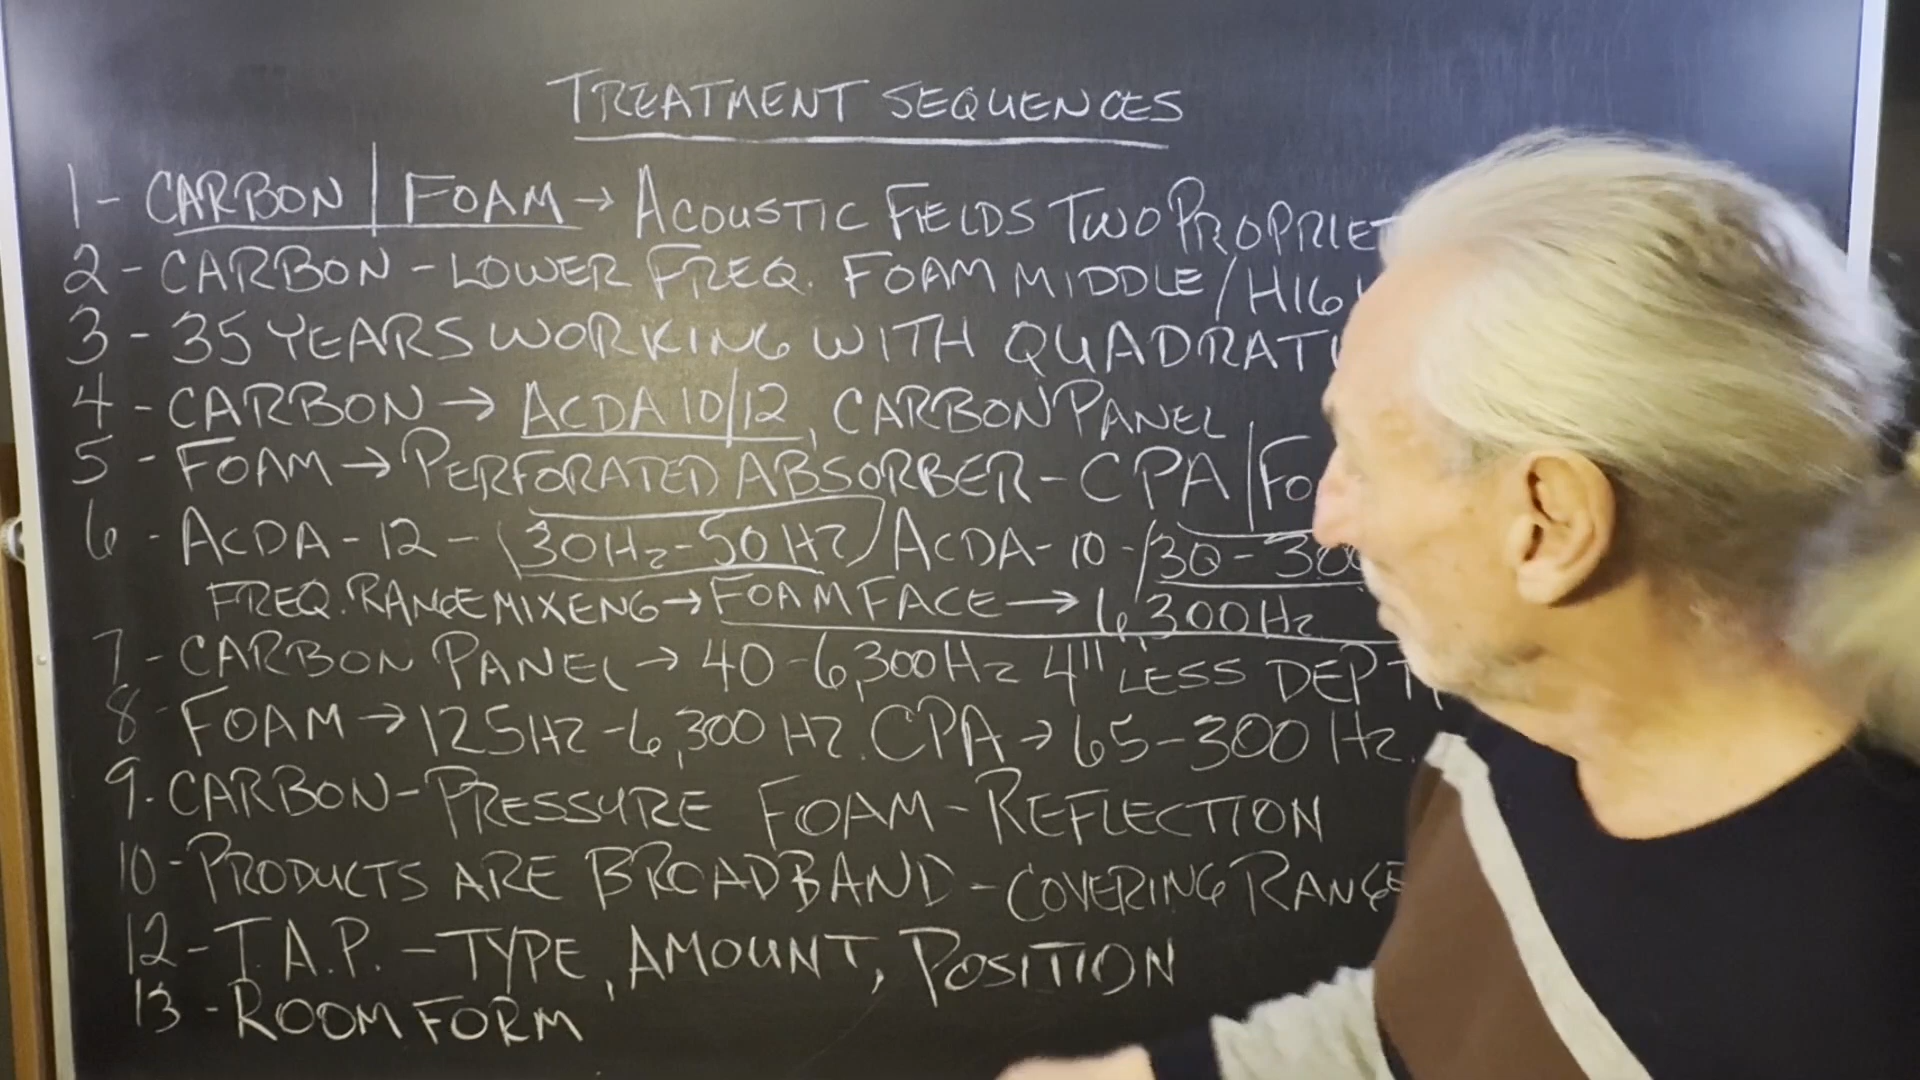 TREATMENT SEQUENCES
1- CARBON | FOAM → ACOUSTIC FIELDS TWO PROPRIET
2- CARBON - LOWER FREQ. FOAM MIDDLE/HIGH
3- 35 YEARS WORKING WITH QUADRAT
4- CARBON → ACDA 10/12, CARBON PANEL
5- FOAM → PERFORATED ABSORBER - CPA / FO
6- ACDA-12 - (30Hz-50Hz) ACDA-10 - (30-300
FREQ. RANGE MIXENG → FOAM FACE → 6,300Hz
7- CARBON PANEL → 40-6,300Hz 4"" LESS DEPT
8- FOAM → 125Hz-6,300 Hz. CPA → 65-300 Hz.
9. CARBON-PRESSURE FOAM-REFLECTION
10-PRODUCTS ARE BROADBAND-COVERING RANGE
12-T.A.P. - TYPE, AMOUNT, POSITION
13-ROOM FORM